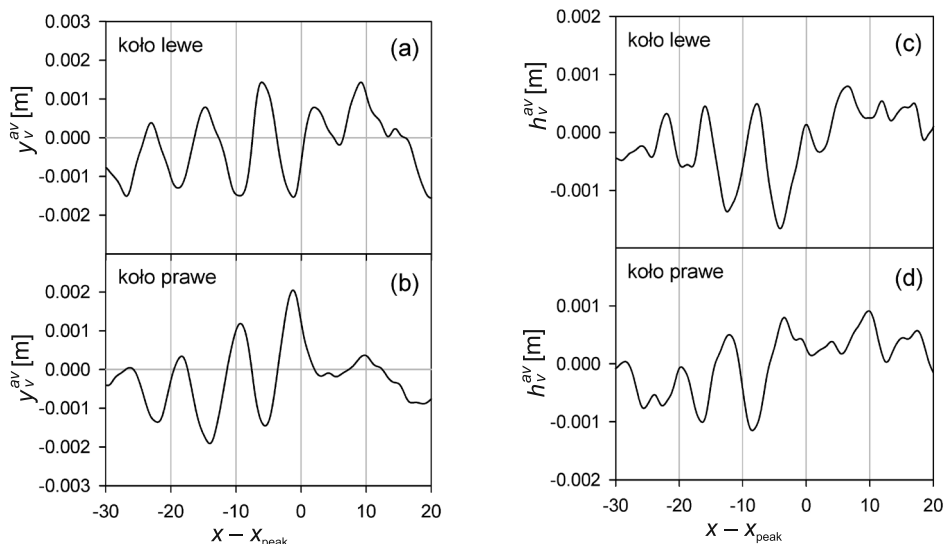 0.003
0.002
0.001
0.000
-0.001
-0.002
y_v^av [m]
koło lewe
(a)
0.002
0.001
0.000
-0.001
-0.002
-0.003
y_v^av [m]
koło prawe
(b)
-30 -20 -10 0 10 20
x – x_peak
0.002
0.001
0.000
-0.001
h_v^av [m]
koło lewe
(c)
0.001
0.000
-0.001
-0.002
h_v^av [m]
koło prawe
(d)
-30 -20 -10 0 10 20
x – x_peak